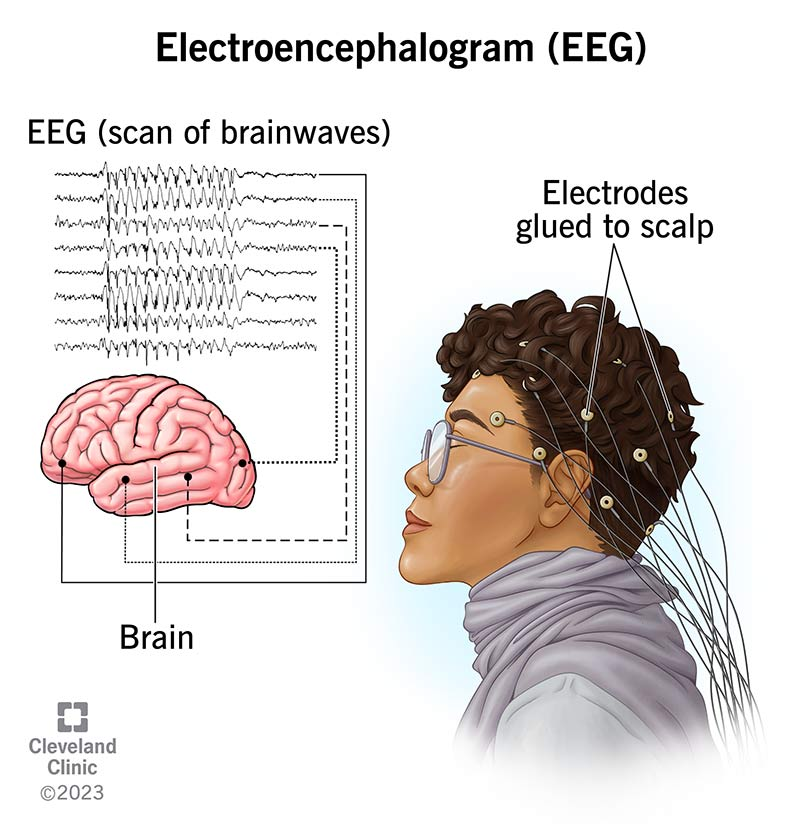 Electroencephalogram (EEG)
EEG (scan of brainwaves)
Electrodes
glued to scalp
Brain
Cleveland
Clinic
©2023